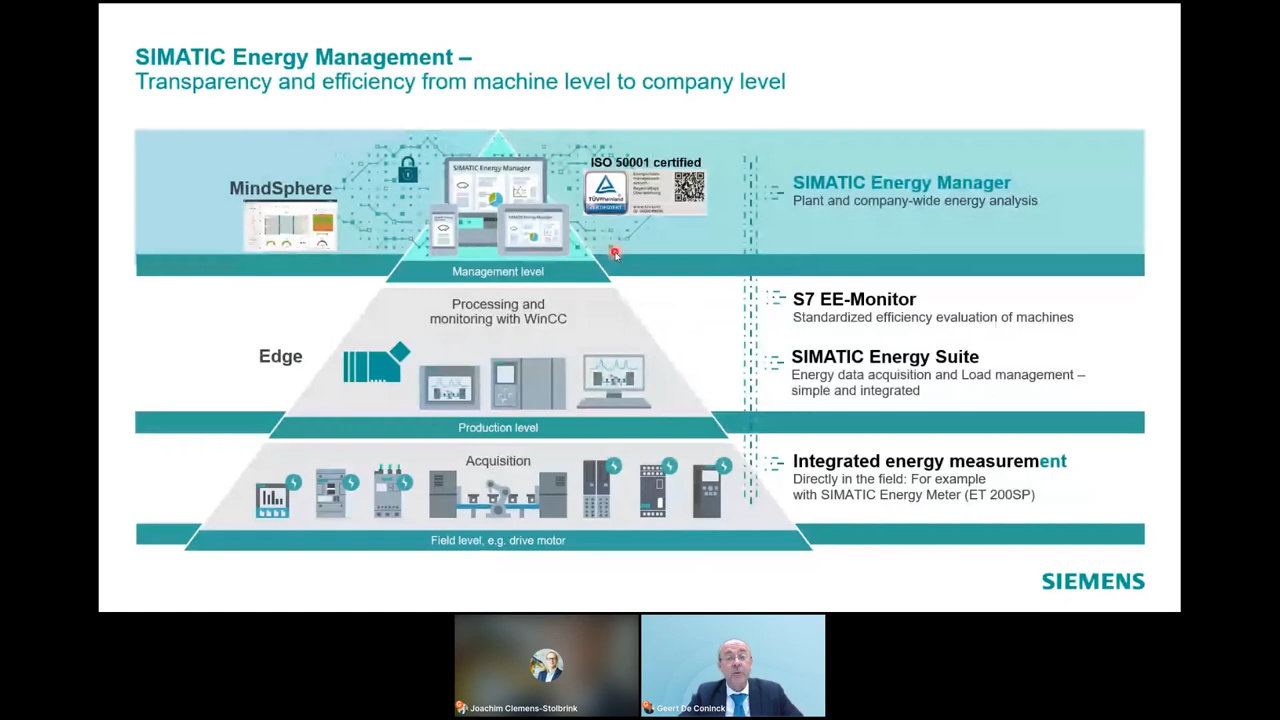 SIMATIC Energy Management –
Transparency and efficiency from machine level to company level
MindSphere
SIMATIC Energy Manager
ISO 50001 certified
TÜVRheinland
Management level
SIMATIC Energy Manager
Plant and company-wide energy analysis
Processing and
monitoring with WinCC
Edge
Production level
S7 EE-Monitor
Standardized efficiency evaluation of machines
SIMATIC Energy Suite
Energy data acquisition and Load management –
simple and integrated
Acquisition
Field level, e.g. drive motor
Integrated energy measurement
Directly in the field: For example
with SIMATIC Energy Meter (ET 200SP)
SIEMENS
Joachim Clemens-Stolbrink
Geert De Coninck